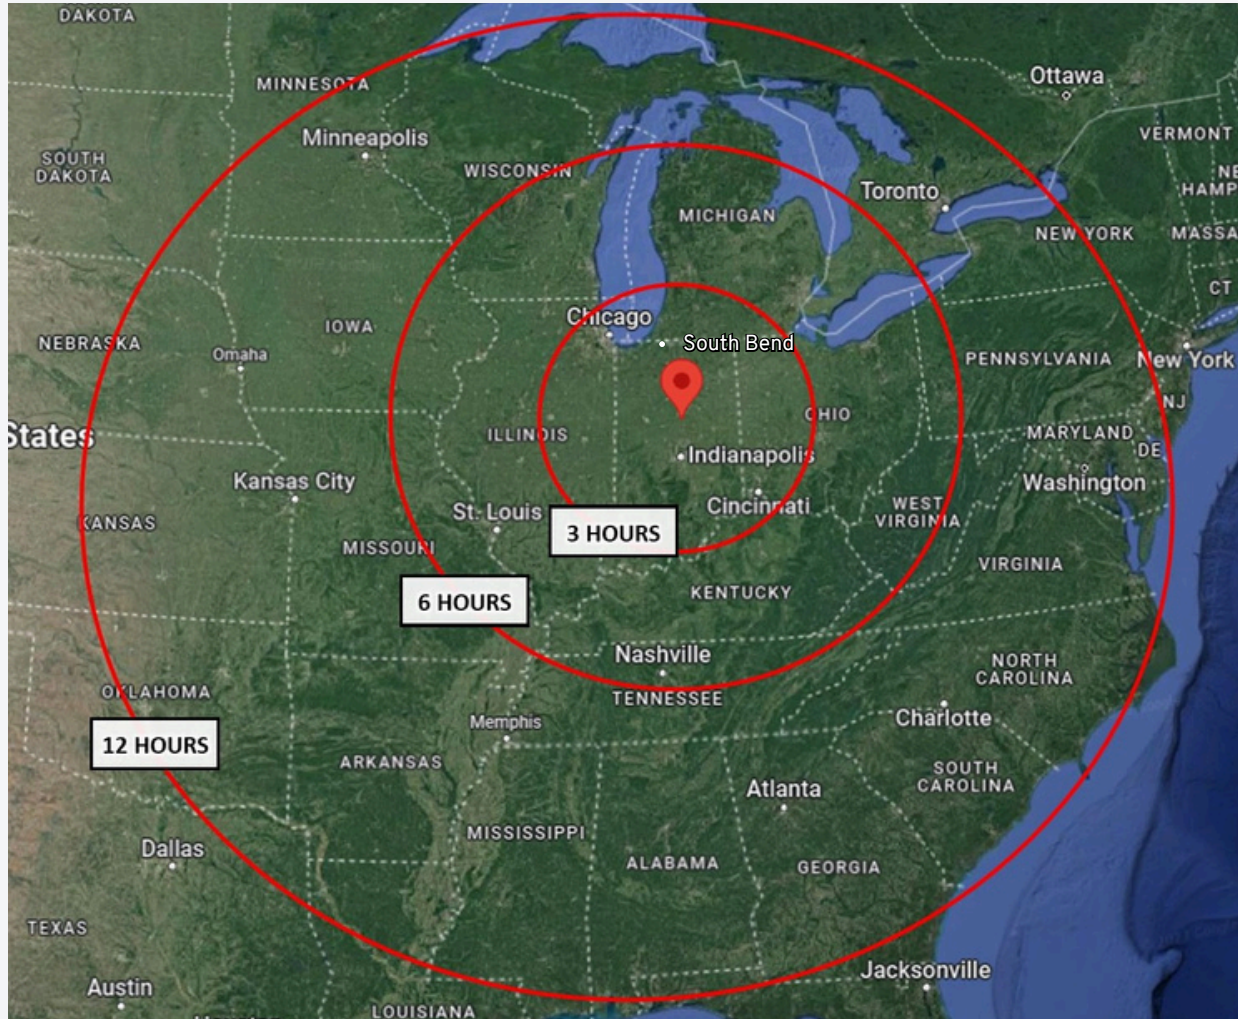 DAKOTA
MINNESOTA
Ottawa
Minneapolis
VERMONT
SOUTH
DAKOTA
WISCONSIN
NE
HAMP
Toronto
MICHIGAN
NEW YORK
MASSA
CT
Chicago
South Bend
NEBRASKA
IOWA
Omaha
PENNSYLVANIA
New York
NJ
States
ILLINOIS
OHIO
MARYLAND
DE
Indianapolis
Kansas City
Washington
St. Louis
Cincinnati
WEST
VIRGINIA
KANSAS
3 HOURS
MISSOURI
VIRGINIA
6 HOURS
KENTUCKY
Nashville
NORTH
CAROLINA
OKLAHOMA
TENNESSEE
Memphis
Charlotte
12 HOURS
ARKANSAS
SOUTH
CAROLINA
Atlanta
MISSISSIPPI
Dallas
ALABAMA
GEORGIA
TEXAS
Jacksonville
Austin
LOUISIANA